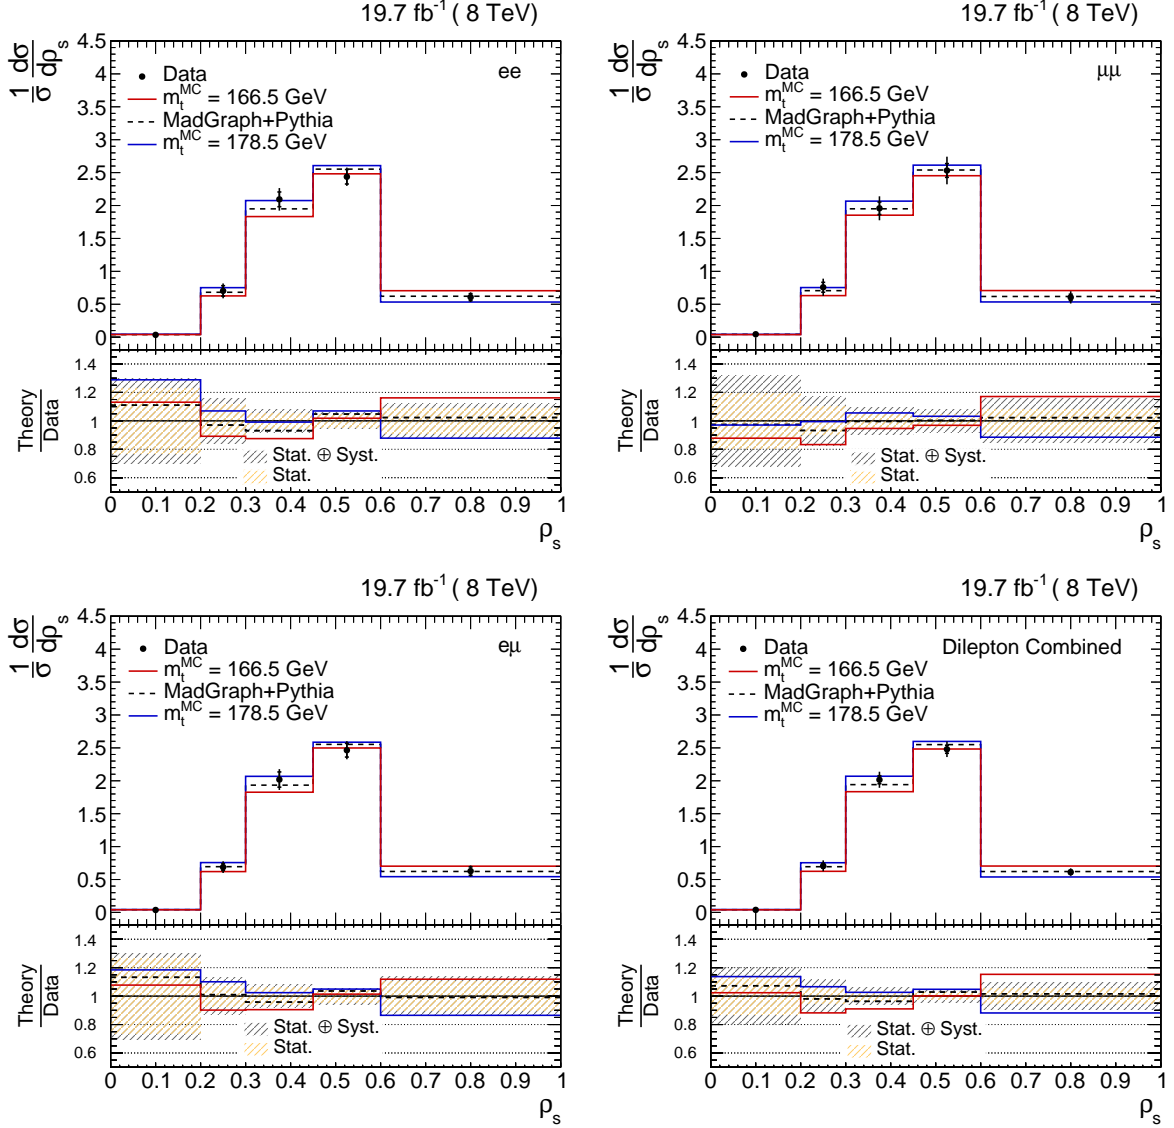 19.7 fb⁻¹ ( 8 TeV)
1/σ dσ/dρ_s
ee
Data
m_t^MC = 166.5 GeV
MadGraph+Pythia
m_t^MC = 178.5 GeV
4.5
4
3.5
3
2.5
2
1.5
1
0.5
0
Theory/Data
1.4
1.2
1
0.8
0.6
Stat. ⊕ Syst.
Stat.
0 0.1 0.2 0.3 0.4 0.5 0.6 0.7 0.8 0.9 1
ρ_s
19.7 fb⁻¹ ( 8 TeV)
1/σ dσ/dρ_s
μμ
Data
m_t^MC = 166.5 GeV
MadGraph+Pythia
m_t^MC = 178.5 GeV
4.5
4
3.5
3
2.5
2
1.5
1
0.5
0
Theory/Data
1.4
1.2
1
0.8
0.6
Stat. ⊕ Syst.
Stat.
0 0.1 0.2 0.3 0.4 0.5 0.6 0.7 0.8 0.9 1
ρ_s
19.7 fb⁻¹ ( 8 TeV)
1/σ dσ/dρ_s
eμ
Data
m_t^MC = 166.5 GeV
MadGraph+Pythia
m_t^MC = 178.5 GeV
4.5
4
3.5
3
2.5
2
1.5
1
0.5
0
Theory/Data
1.4
1.2
1
0.8
0.6
Stat. ⊕ Syst.
Stat.
0 0.1 0.2 0.3 0.4 0.5 0.6 0.7 0.8 0.9 1
ρ_s
19.7 fb⁻¹ ( 8 TeV)
1/σ dσ/dρ_s
Dilepton Combined
Data
m_t^MC = 166.5 GeV
MadGraph+Pythia
m_t^MC = 178.5 GeV
4.5
4
3.5
3
2.5
2
1.5
1
0.5
0
Theory/Data
1.4
1.2
1
0.8
0.6
Stat. ⊕ Syst.
Stat.
0 0.1 0.2 0.3 0.4 0.5 0.6 0.7 0.8 0.9 1
ρ_s